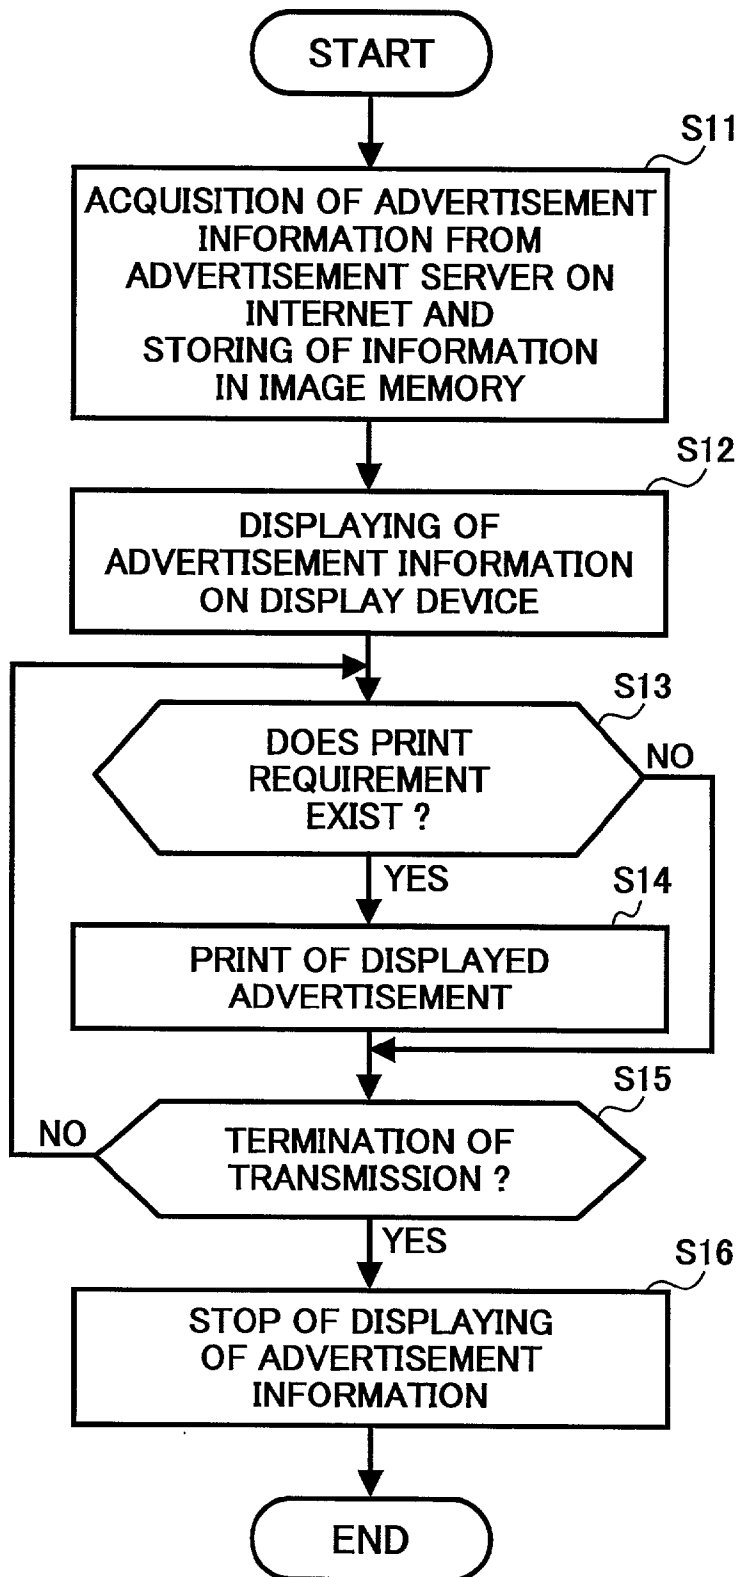 START
S11
ACQUISITION OF ADVERTISEMENT
INFORMATION FROM
ADVERTISEMENT SERVER ON
INTERNET AND
STORING OF INFORMATION
IN IMAGE MEMORY
S12
DISPLAYING OF
ADVERTISEMENT INFORMATION
ON DISPLAY DEVICE
S13
DOES PRINT
REQUIREMENT
EXIST ?
NO
YES
S14
PRINT OF DISPLAYED
ADVERTISEMENT
S15
NO
TERMINATION OF
TRANSMISSION ?
YES
S16
STOP OF DISPLAYING
OF ADVERTISEMENT
INFORMATION
END